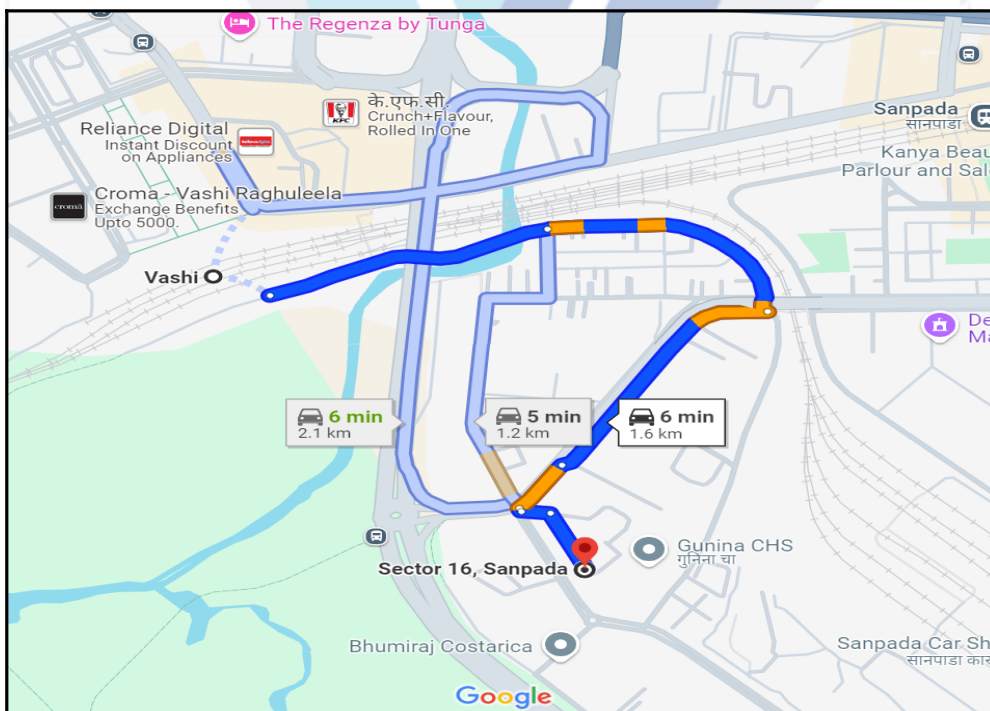 The Regenza by Tunga
के.एफ.सी.
Crunch+Flavour,
Rolled In One
KFC
Reliance Digital
Instant Discount
on Appliances
Sanpada
सानपाडा
Kanya Beau
Parlour and Sal
croma
Croma - Vashi Raghuleela
Exchange Benefits
Upto 5000.
Vashi
De
Ma
6 min
2.1 km
5 min
1.2 km
6 min
1.6 km
Gunina CHS
गुनिना चा
Sector 16, Sanpada
Bhumiraj Costarica
Sanpada Car Sh
सानपाडा कार
Google